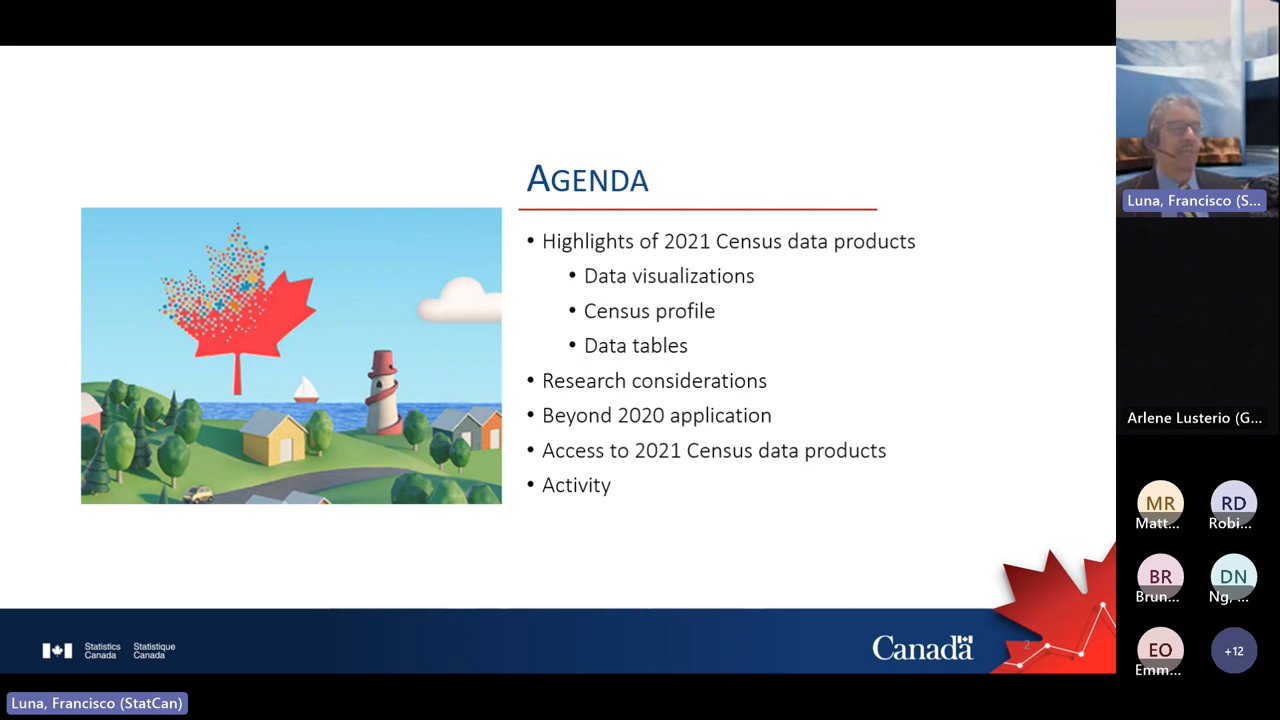 AGENDA
• Highlights of 2021 Census data products
• Data visualizations
• Census profile
• Data tables
• Research considerations
• Beyond 2020 application
• Access to 2021 Census data products
• Activity
Statistics Canada
Statistique Canada
Canada
2
Luna, Francisco (StatCan)
Luna, Francisco (S...
Arlene Lusterio (G...
MR
Matt...
RD
Robi...
BR
Brun...
DN
Ng, ...
EO
Emm...
+12